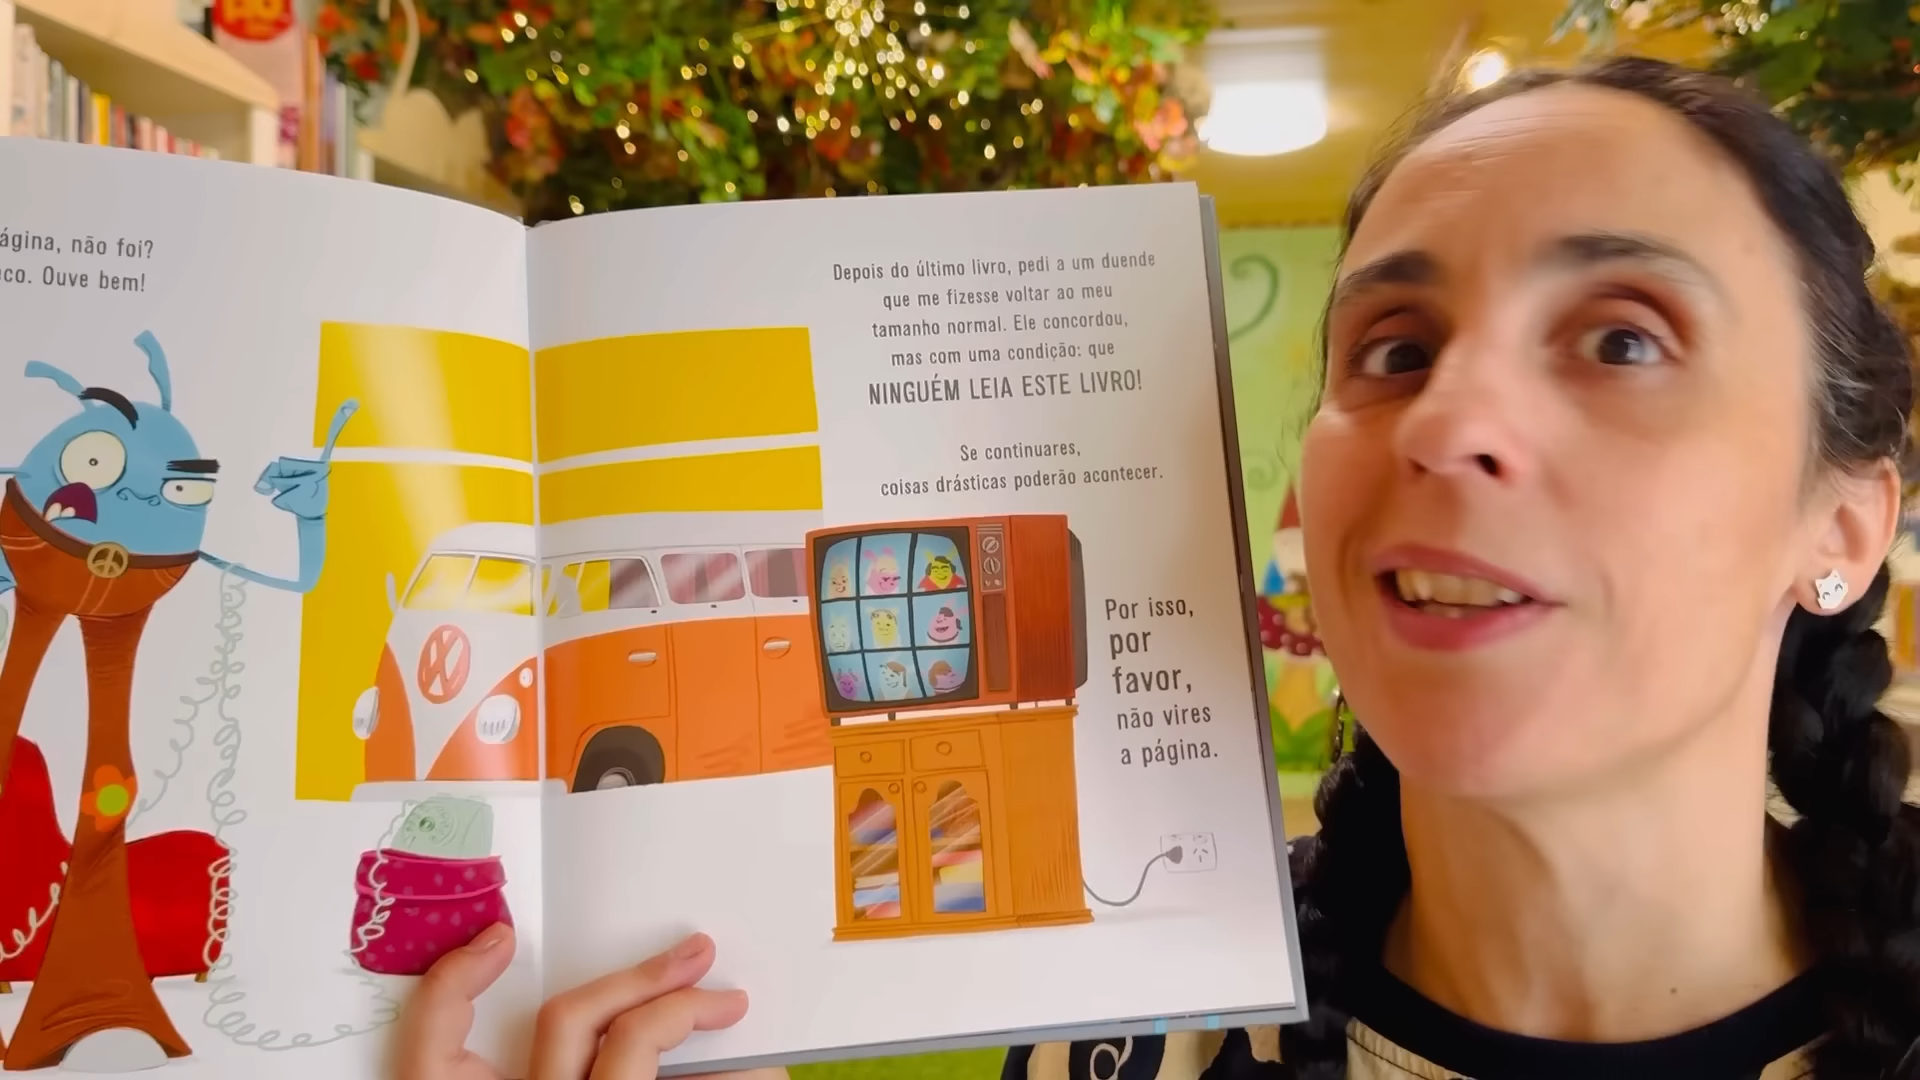 não foi?
Ouve bem!
Depois do último livro, pedi a um duende
que me fizesse voltar ao meu
tamanho normal. Ele concordou,
mas com uma condição: que
NINGUÉM LEIA ESTE LIVRO!
Se continuares,
coisas drásticas poderão acontecer.
Por isso,
por
favor,
não vires
a página.